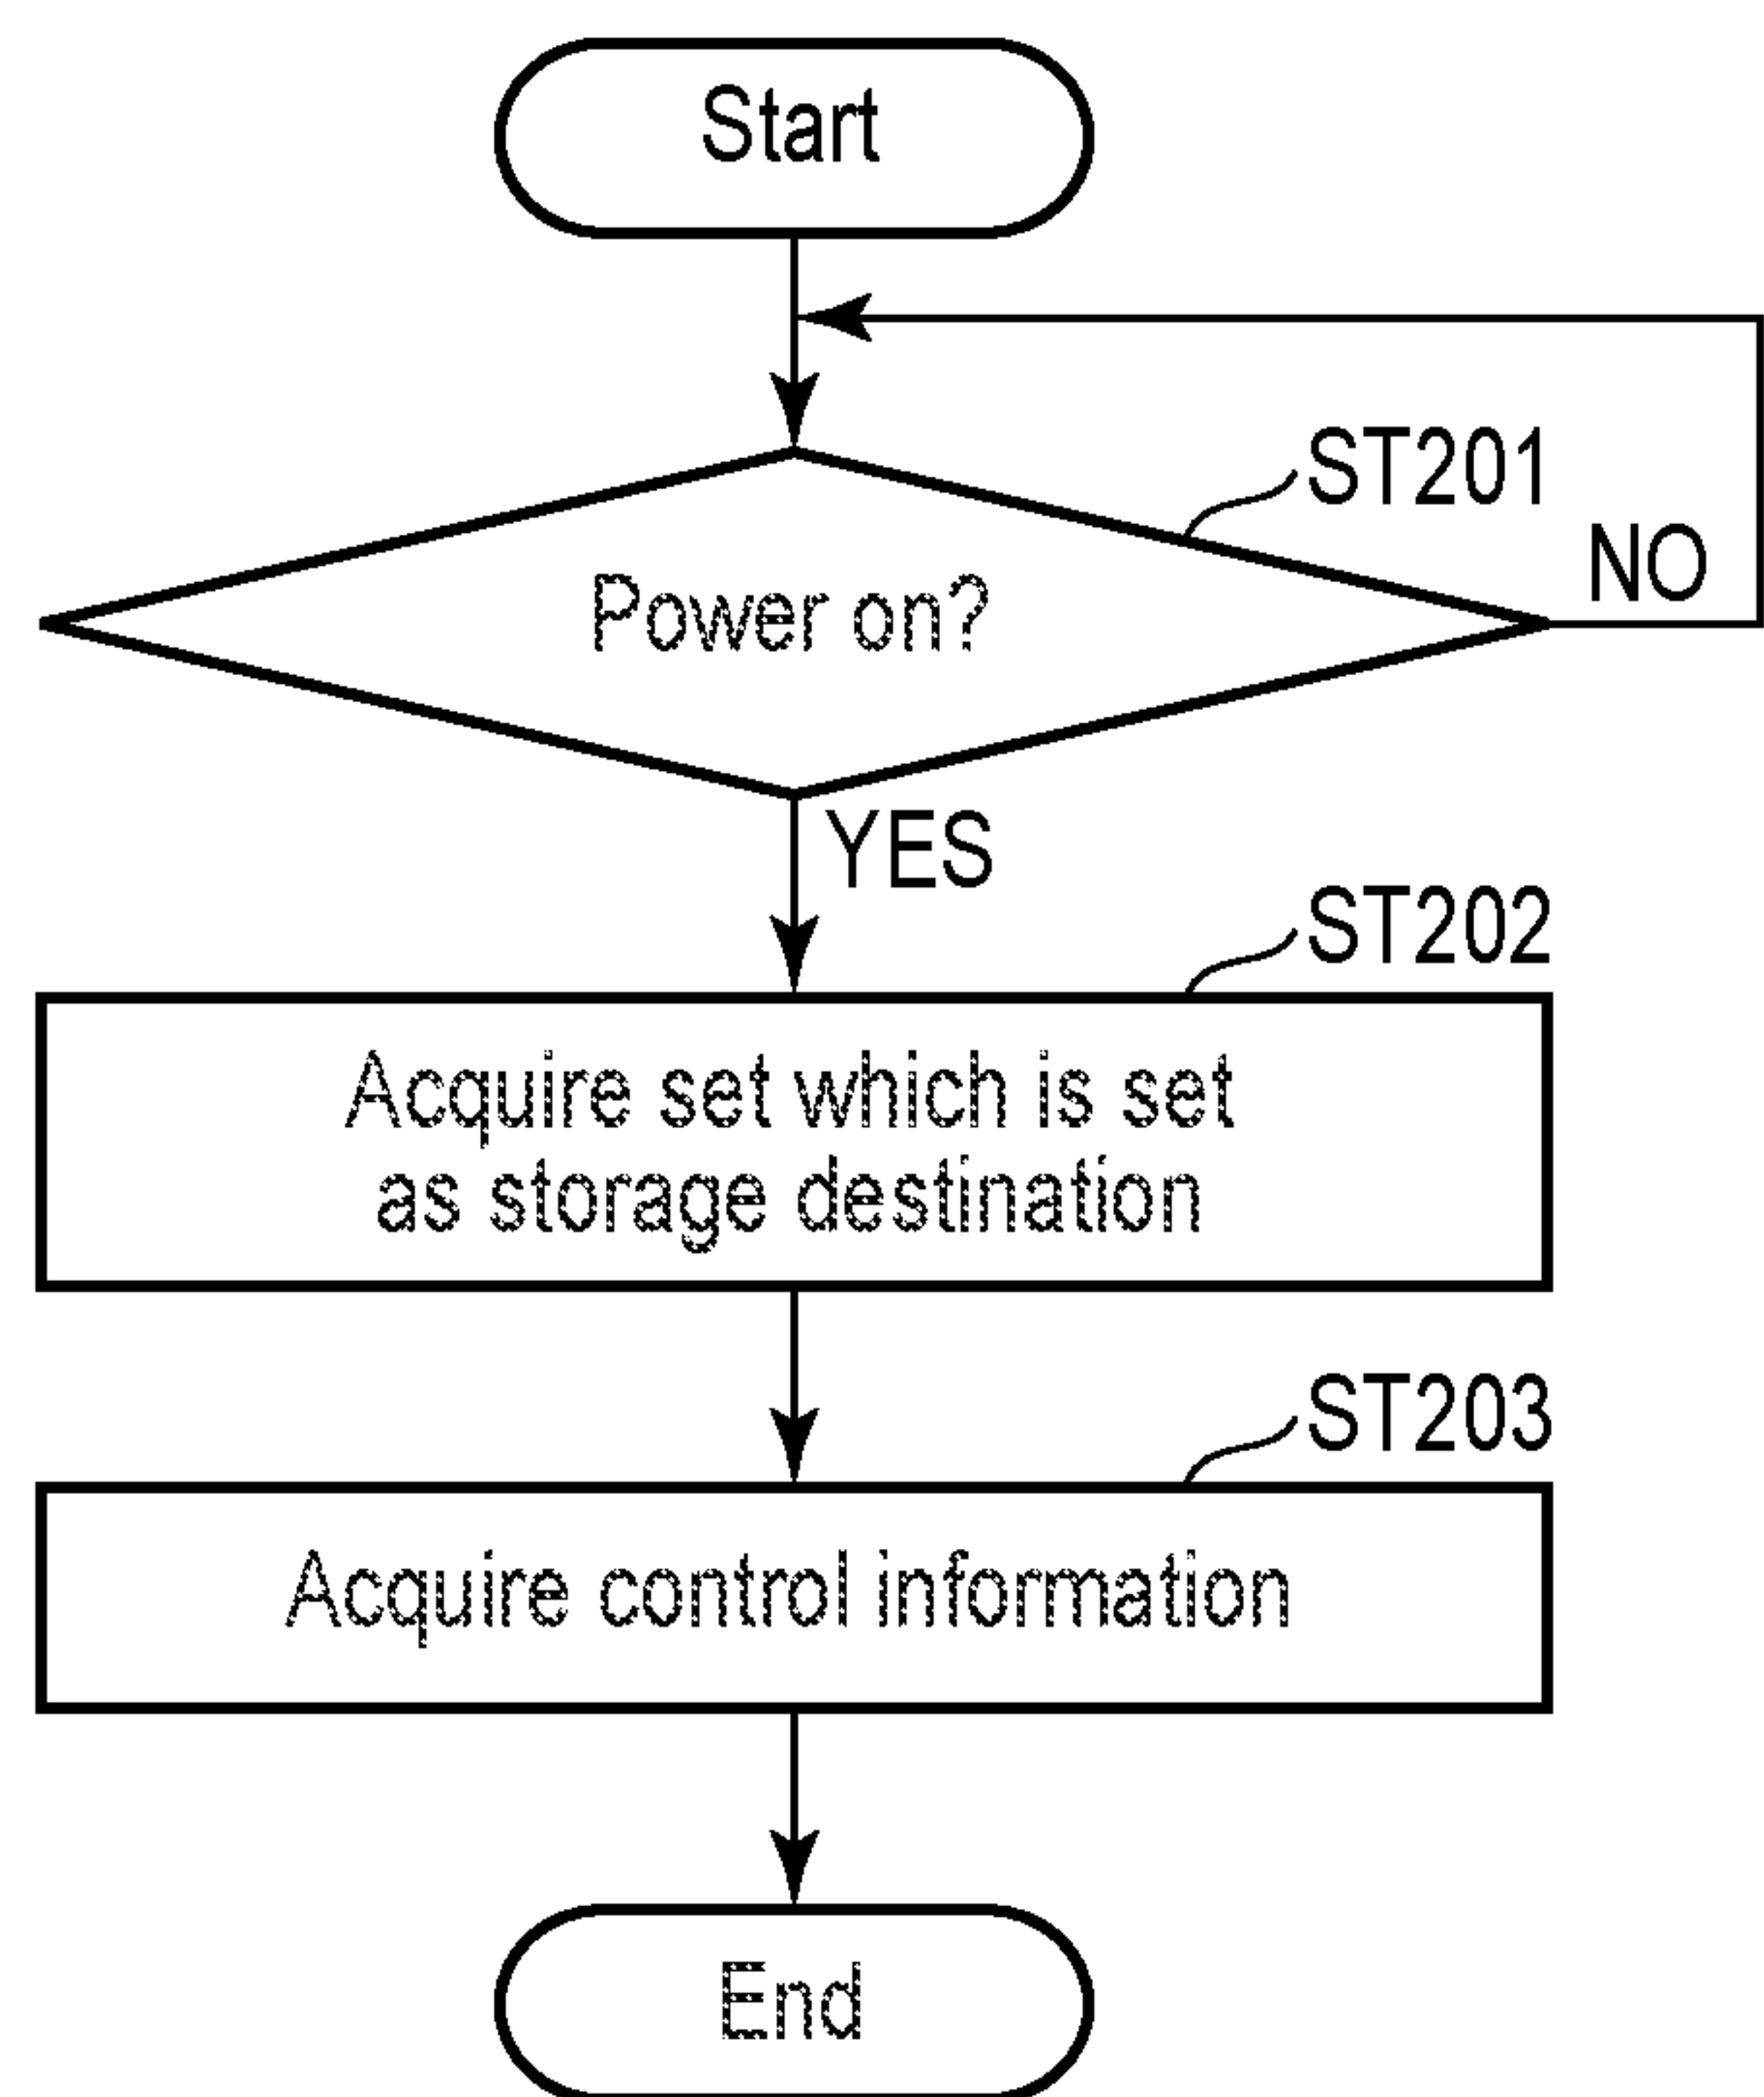 Start
ST201
NO
Power on?
YES
ST202
Acquire set which is set
as storage destination
ST203
Acquire control information
End